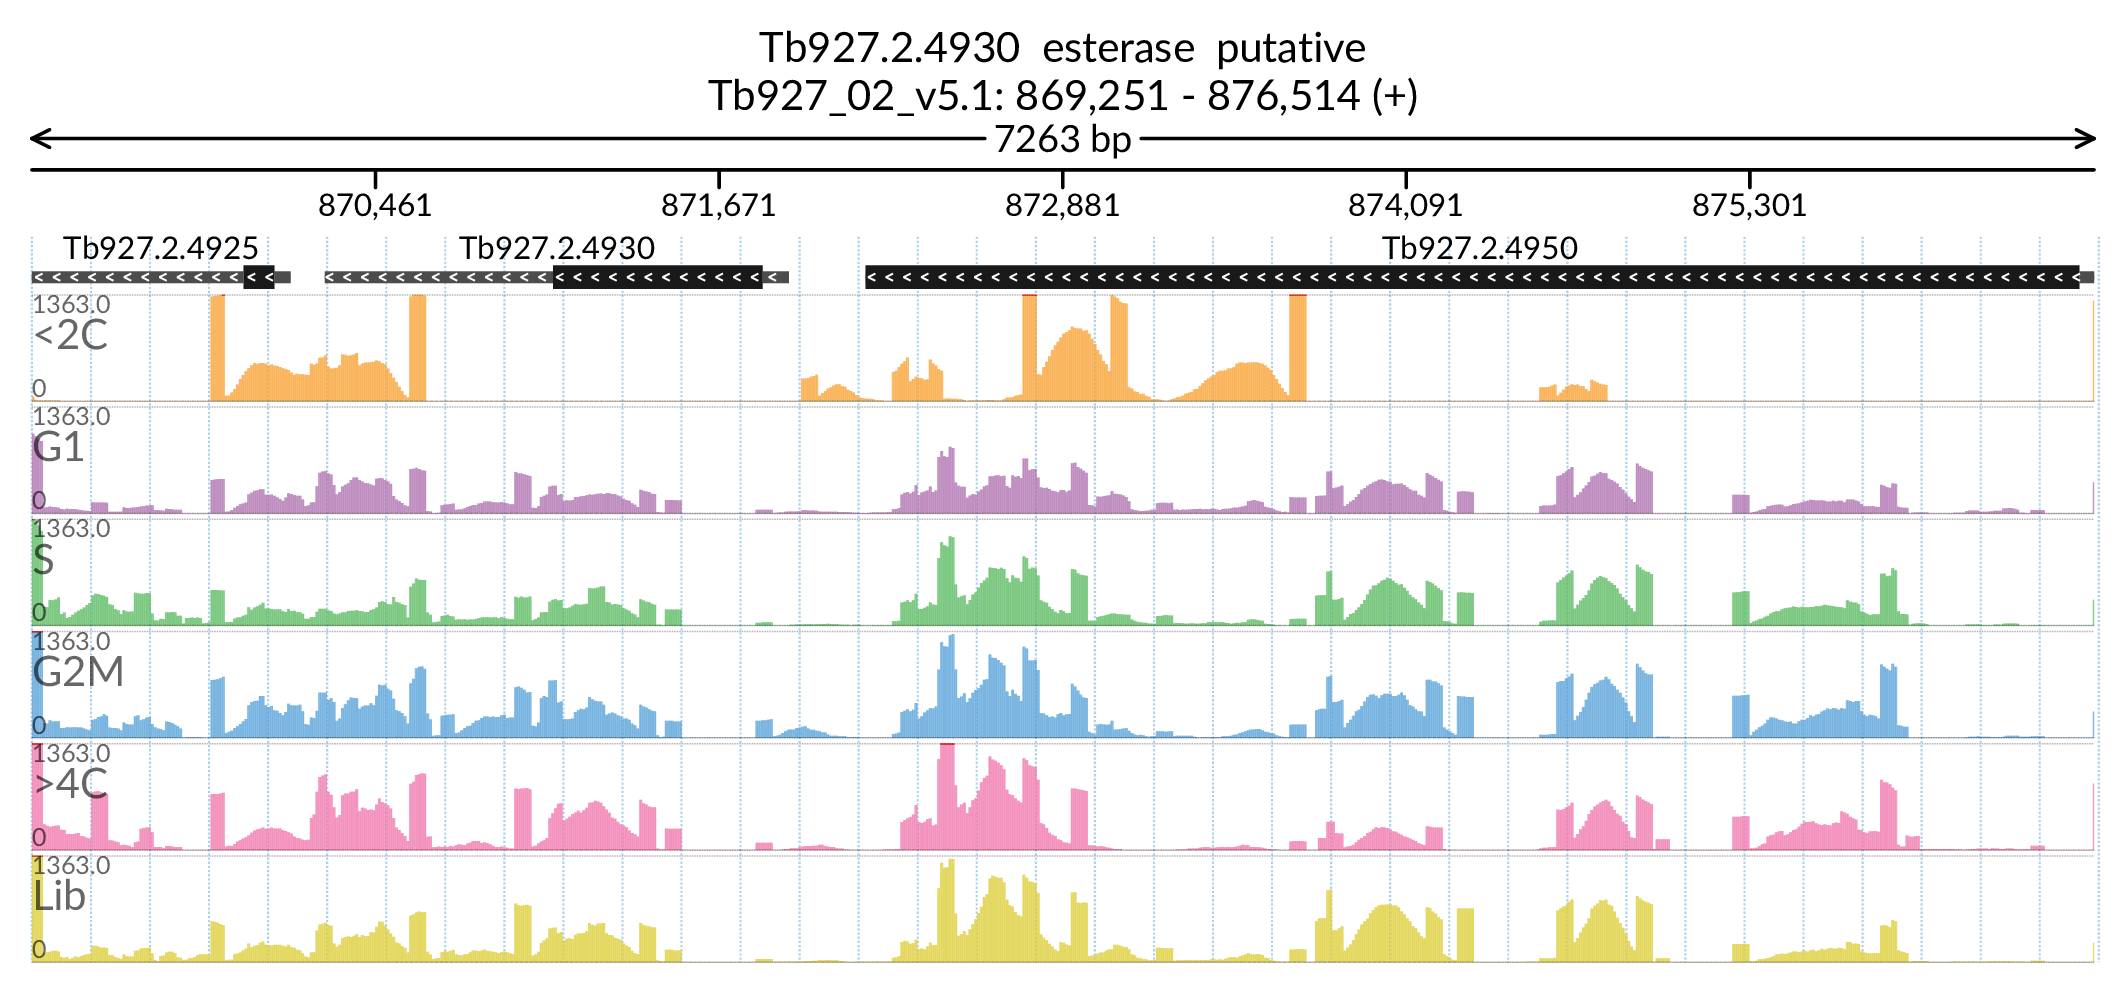 Tb927.2.4930 esterase putative
Tb927_02_v5.1: 869,251 - 876,514 (+)
7263 bp
870,461 871,671 872,881 874,091 875,301
Tb927.2.4925 Tb927.2.4930 Tb927.2.4950
1363.0
<2C
0
1363.0
G1
0
1363.0
S
0
1363.0
G2M
0
1363.0
>4C
0
1363.0
Lib
0